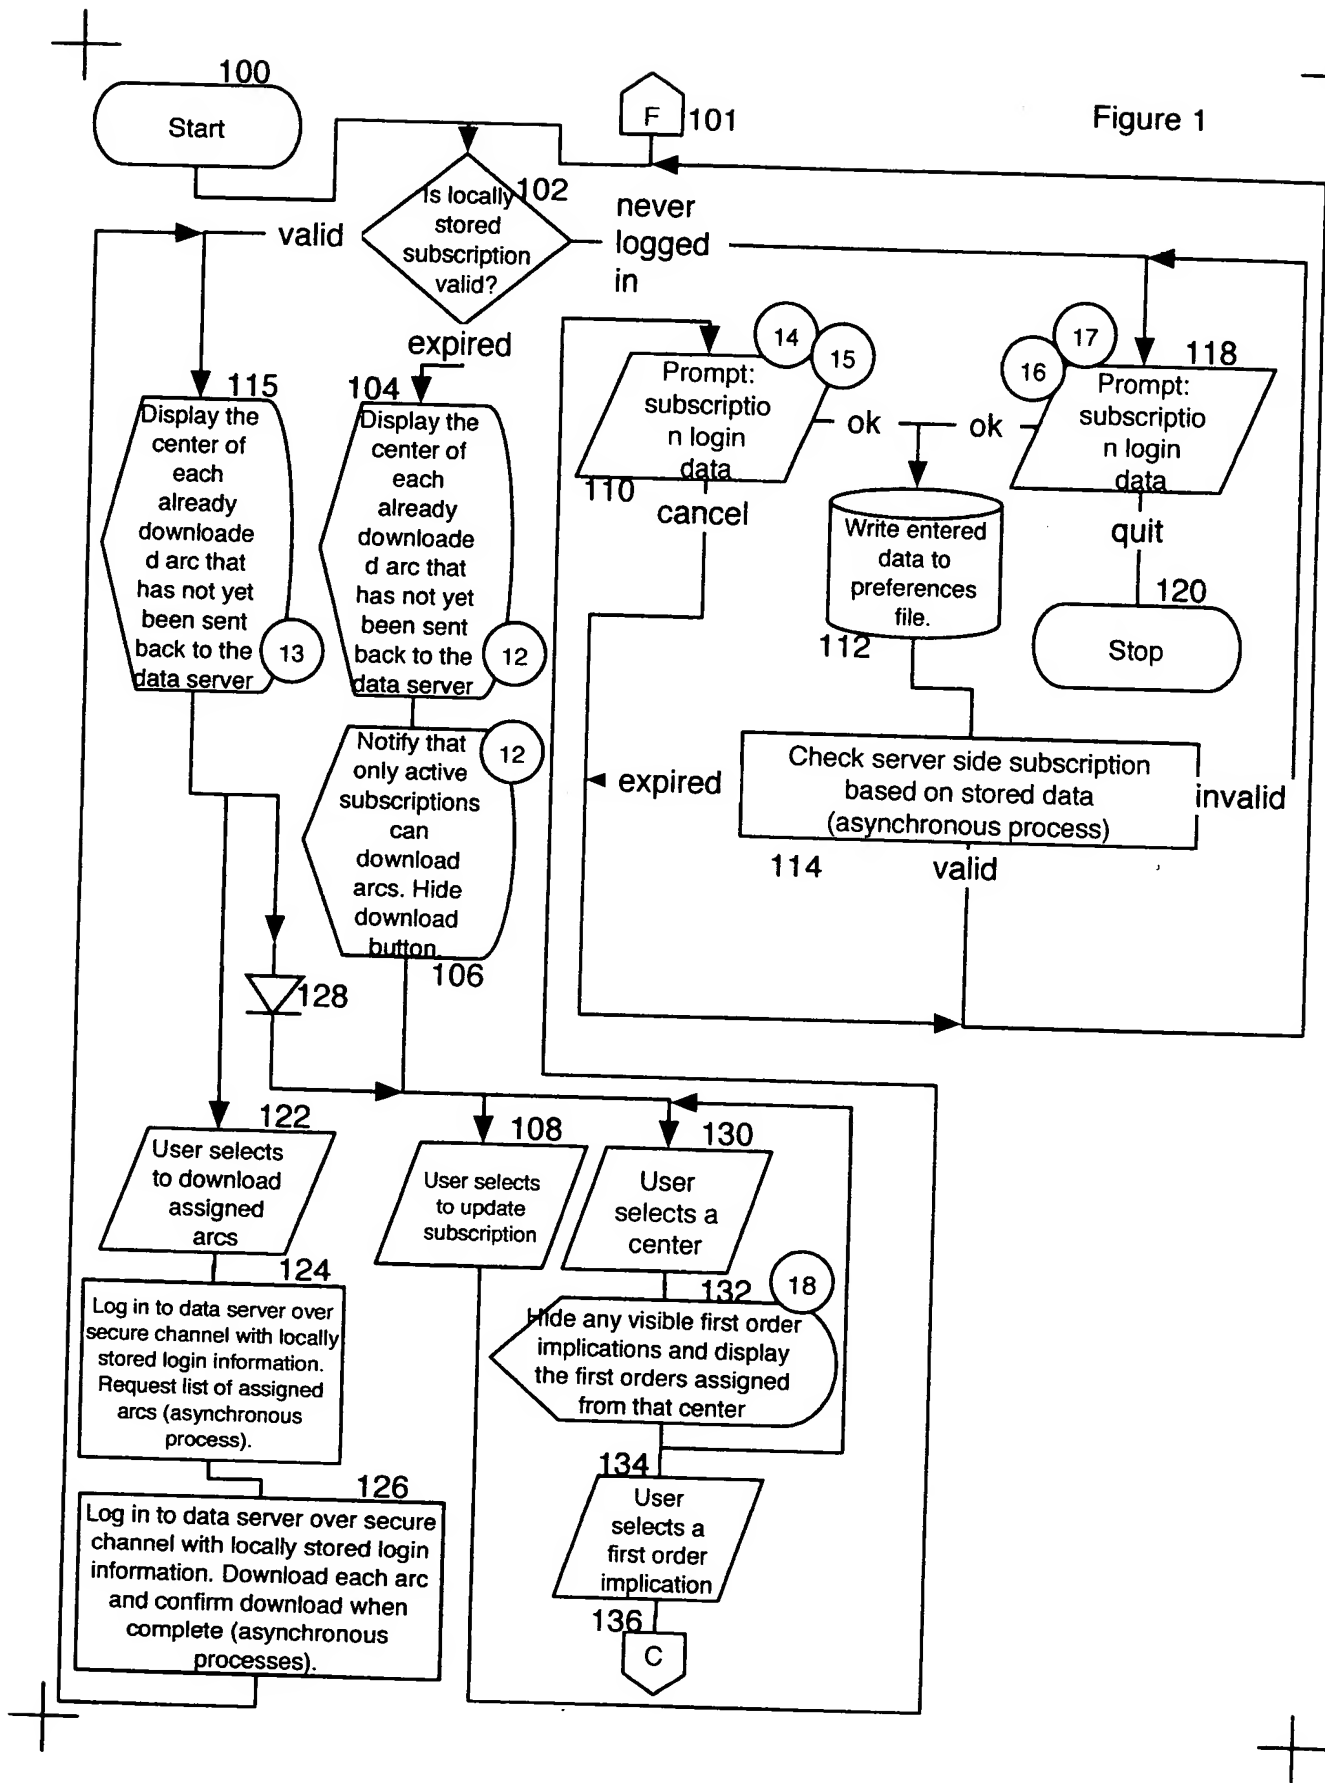 100
Start
F
101
Figure 1
102
Is locally
stored
subscription
valid?
valid
never
logged
in
expired
115
Display the
center of
each
already
downloade
d arc that
has not yet
been sent
back to the
data server
13
104
Display the
center of
each
already
downloade
d arc that
has not yet
been sent
back to the
data server
12
14
15
Prompt:
subscriptio
n login
data
110
ok
cancel
17
16
118
Prompt:
subscriptio
n login
data
ok
quit
120
Stop
Write entered
data to
preferences
file.
112
Notify that
only active
subscriptions
can
download
arcs. Hide
download
button.
12
106
expired
Check server side subscription
based on stored data
(asynchronous process)
invalid
114
valid
128
122
User selects
to download
assigned
arcs
108
User selects
to update
subscription
130
User
selects a
center
124
Log in to data server over
secure channel with locally
stored login information.
Request list of assigned
arcs (asynchronous
process).
132
18
Hide any visible first order
implications and display
the first orders assigned
from that center
126
Log in to data server over secure
channel with locally stored login
information. Download each arc
and confirm download when
complete (asynchronous
processes).
134
User
selects a
first order
implication
136
C